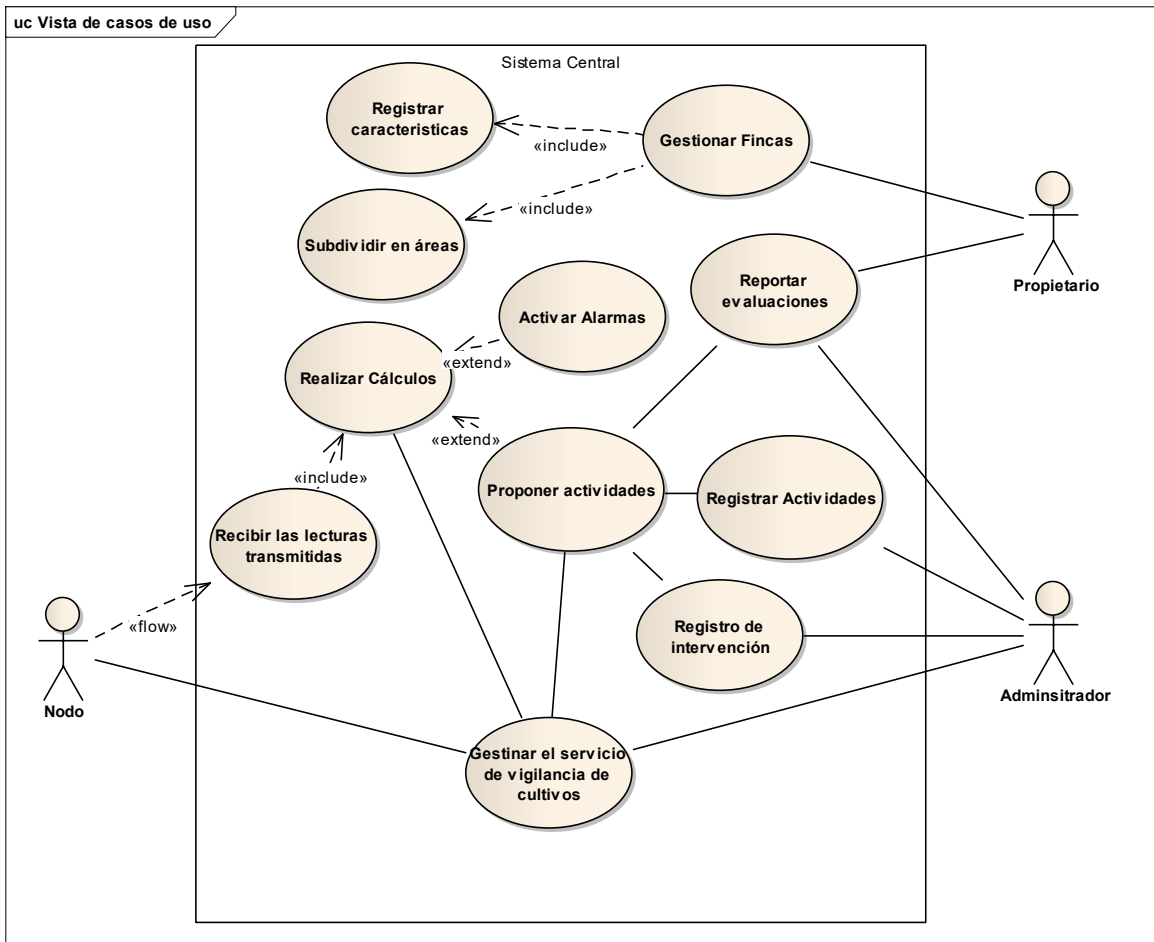 uc Vista de casos de uso
Sistema Central
Registrar
caracteristicas
Gestionar Fincas
«include»
«include»
Subdividir en áreas
Propietario
Reportar
evaluaciones
Activar Alarmas
«extend»
Realizar Cálculos
«extend»
«include»
Proponer actividades
Registrar Actividades
Recibir las lecturas
transmitidas
«flow»
Nodo
Registro de
intervención
Adminsitrador
Gestinar el servicio
de vigilancia de
cultivos